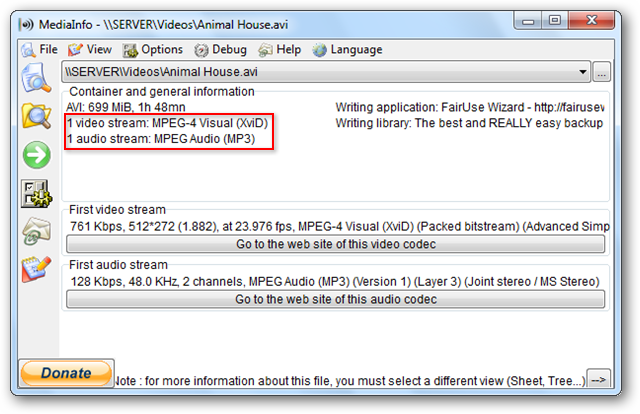 MediaInfo - \\SERVER\Videos\Animal House.avi
File View Options Debug Help Language
\\SERVER\Videos\Animal House.avi ...
Container and general information
AVI: 699 MiB, 1h 48mn Writing application: FairUse Wizard - http://fairusew
1 video stream: MPEG-4 Visual (XviD) Writing library: The best and REALLY easy backup
1 audio stream: MPEG Audio (MP3)
First video stream
761 Kbps, 512*272 (1.882), at 23.976 fps, MPEG-4 Visual (XviD) (Packed bitstream) (Advanced Simp
Go to the web site of this video codec
First audio stream
128 Kbps, 48.0 KHz, 2 channels, MPEG Audio (MP3) (Version 1) (Layer 3) (Joint stereo / MS Stereo)
Go to the web site of this audio codec
Donate
Note : for more information about this file, you must select a different view (Sheet, Tree...) -->